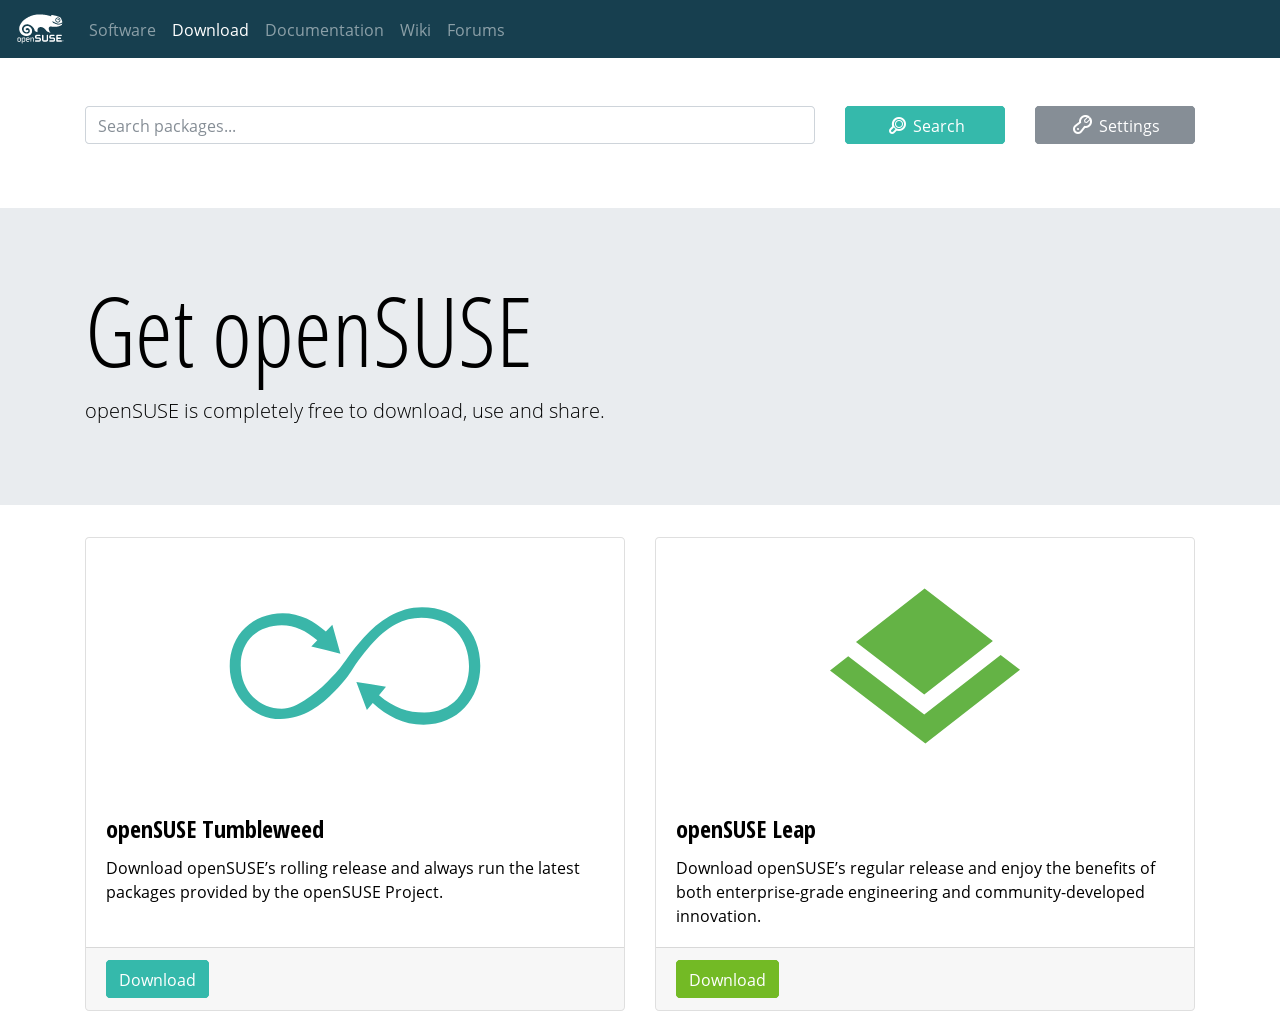 openSUSE
Software Download Documentation Wiki Forums
Search packages...
Search
Settings
Get openSUSE
openSUSE is completely free to download, use and share.
openSUSE Tumbleweed
Download openSUSE’s rolling release and always run the latest
packages provided by the openSUSE Project.
Download
openSUSE Leap
Download openSUSE’s regular release and enjoy the benefits of
both enterprise-grade engineering and community-developed
innovation.
Download